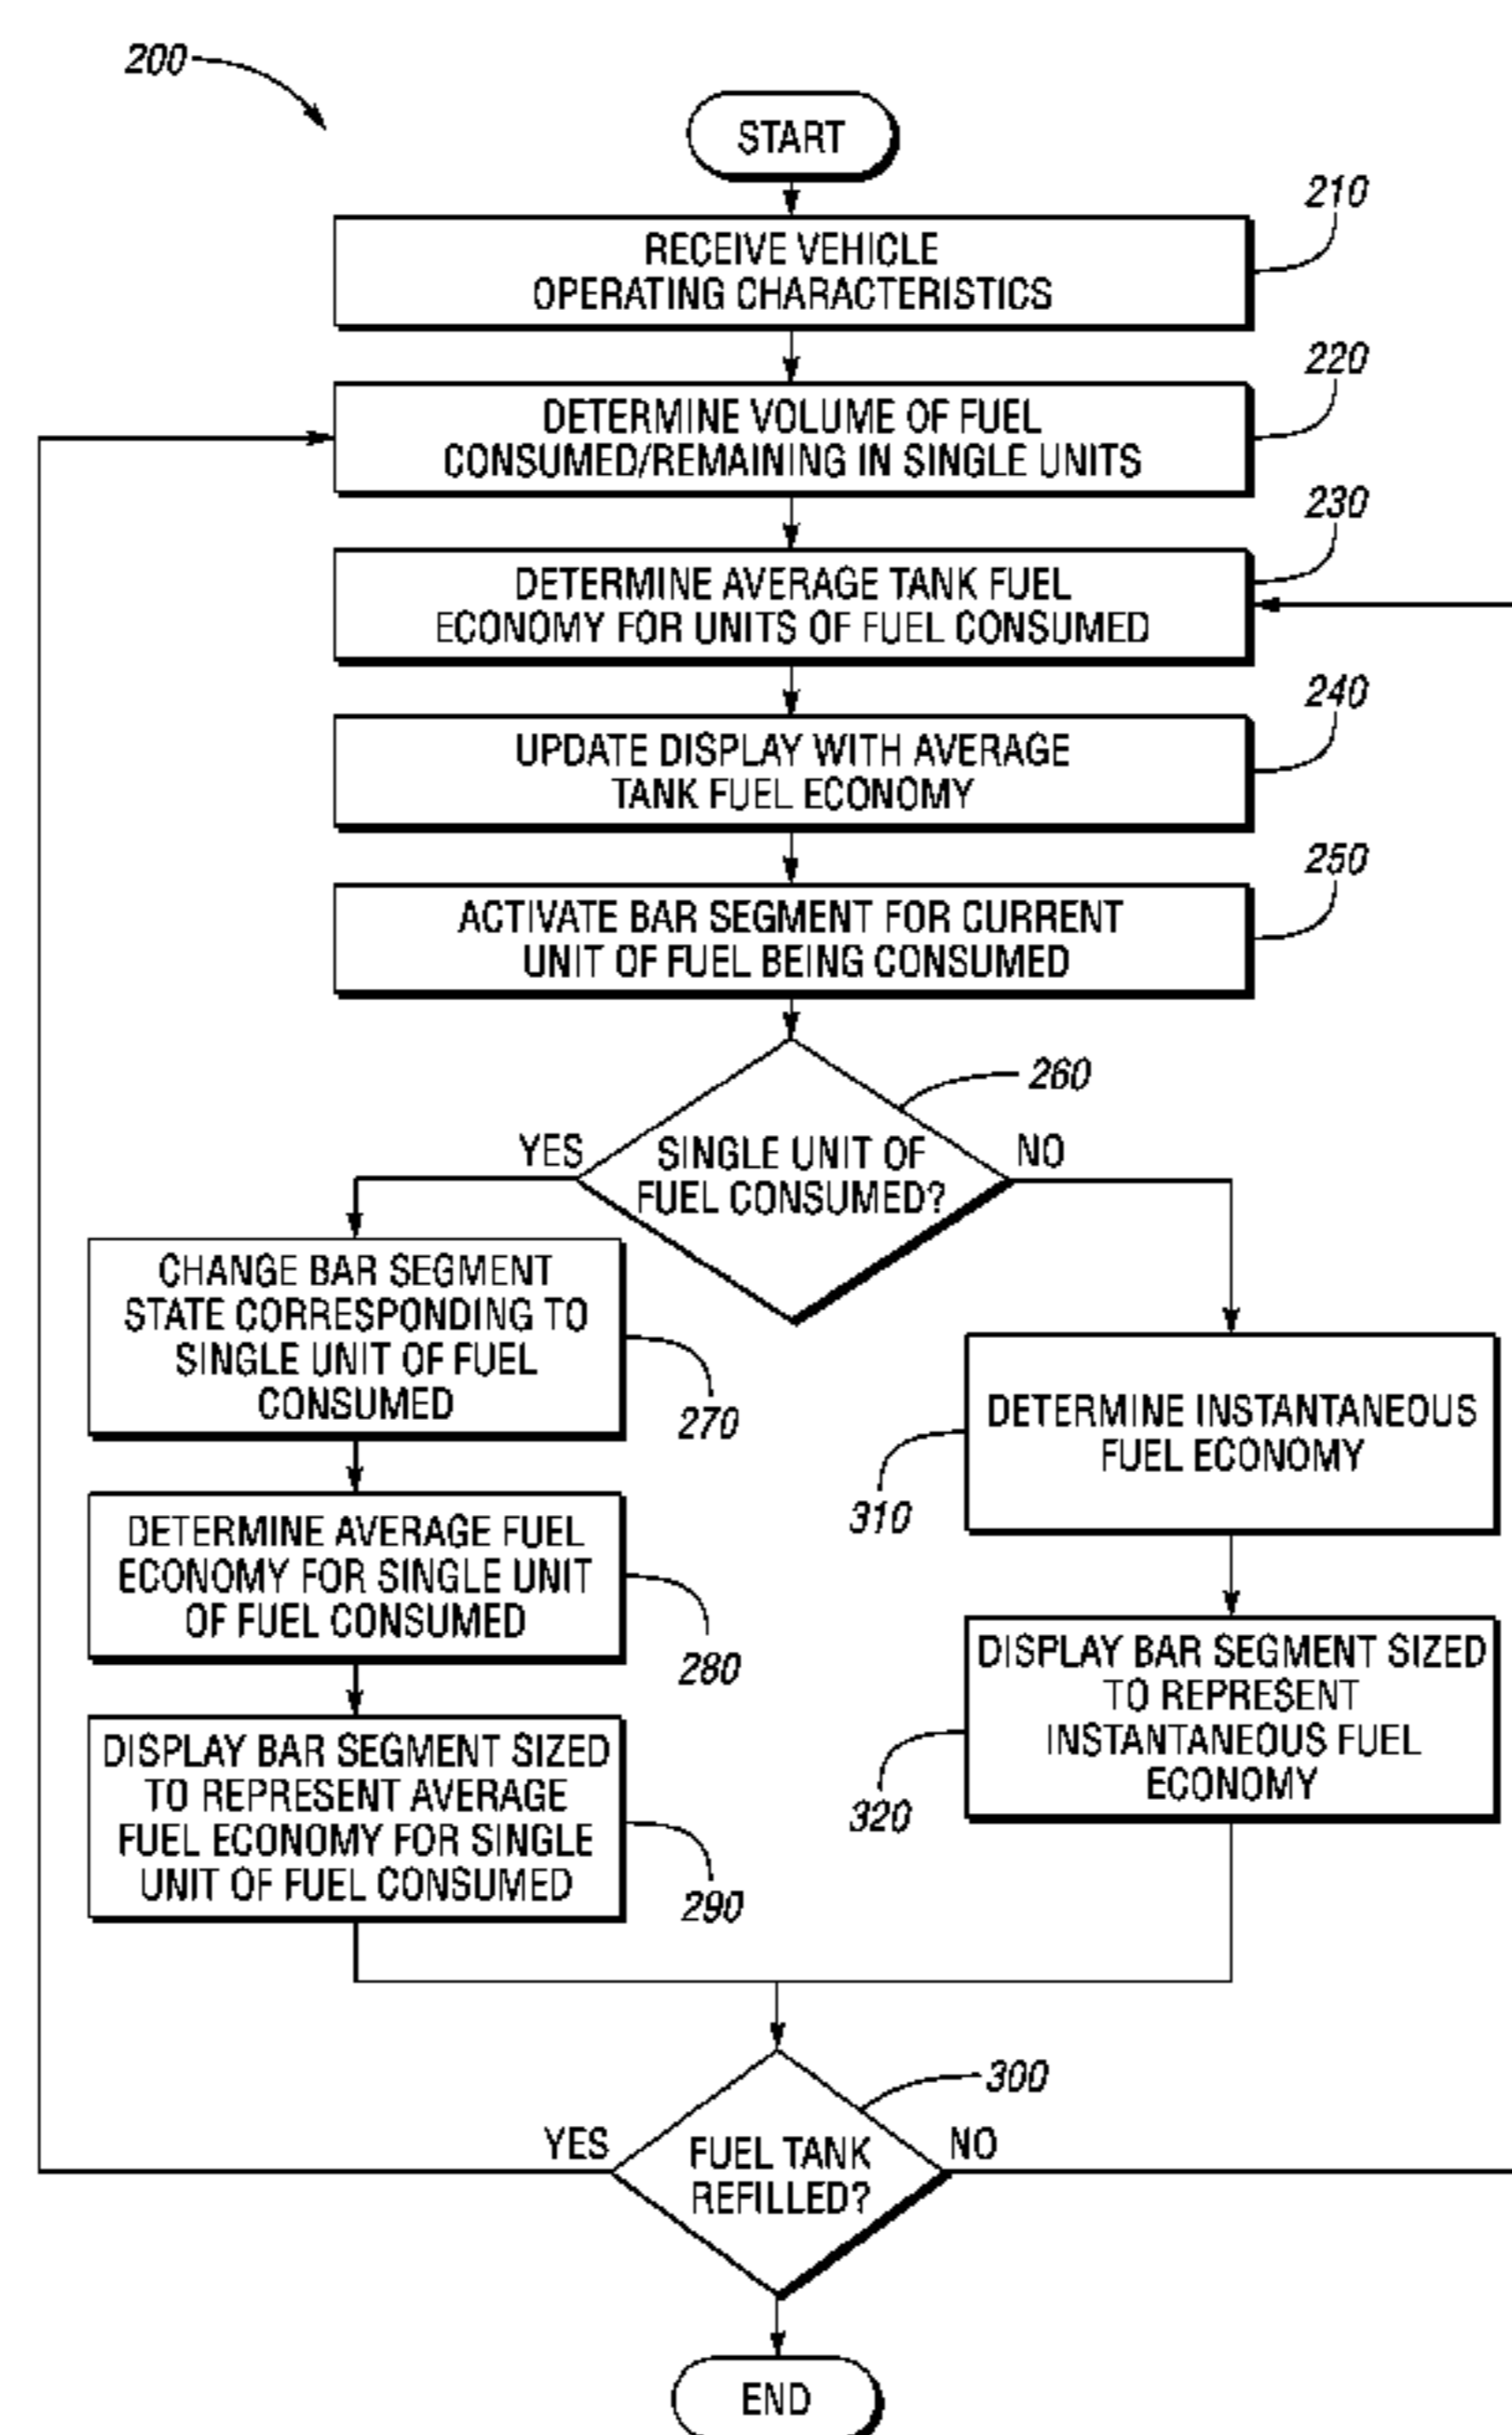 200
START
210
RECEIVE VEHICLE
OPERATING CHARACTERISTICS
220
DETERMINE VOLUME OF FUEL
CONSUMED/REMAINING IN SINGLE UNITS
230
DETERMINE AVERAGE TANK FUEL
ECONOMY FOR UNITS OF FUEL CONSUMED
240
UPDATE DISPLAY WITH AVERAGE
TANK FUEL ECONOMY
250
ACTIVATE BAR SEGMENT FOR CURRENT
UNIT OF FUEL BEING CONSUMED
260
YES
SINGLE UNIT OF
FUEL CONSUMED?
NO
CHANGE BAR SEGMENT
STATE CORRESPONDING TO
SINGLE UNIT OF FUEL
CONSUMED
270
DETERMINE AVERAGE FUEL
ECONOMY FOR SINGLE UNIT
OF FUEL CONSUMED
280
DISPLAY BAR SEGMENT SIZED
TO REPRESENT AVERAGE
FUEL ECONOMY FOR SINGLE
UNIT OF FUEL CONSUMED
290
DETERMINE INSTANTANEOUS
FUEL ECONOMY
310
DISPLAY BAR SEGMENT SIZED
TO REPRESENT
INSTANTANEOUS FUEL
ECONOMY
320
300
YES
FUEL TANK
REFILLED?
NO
END